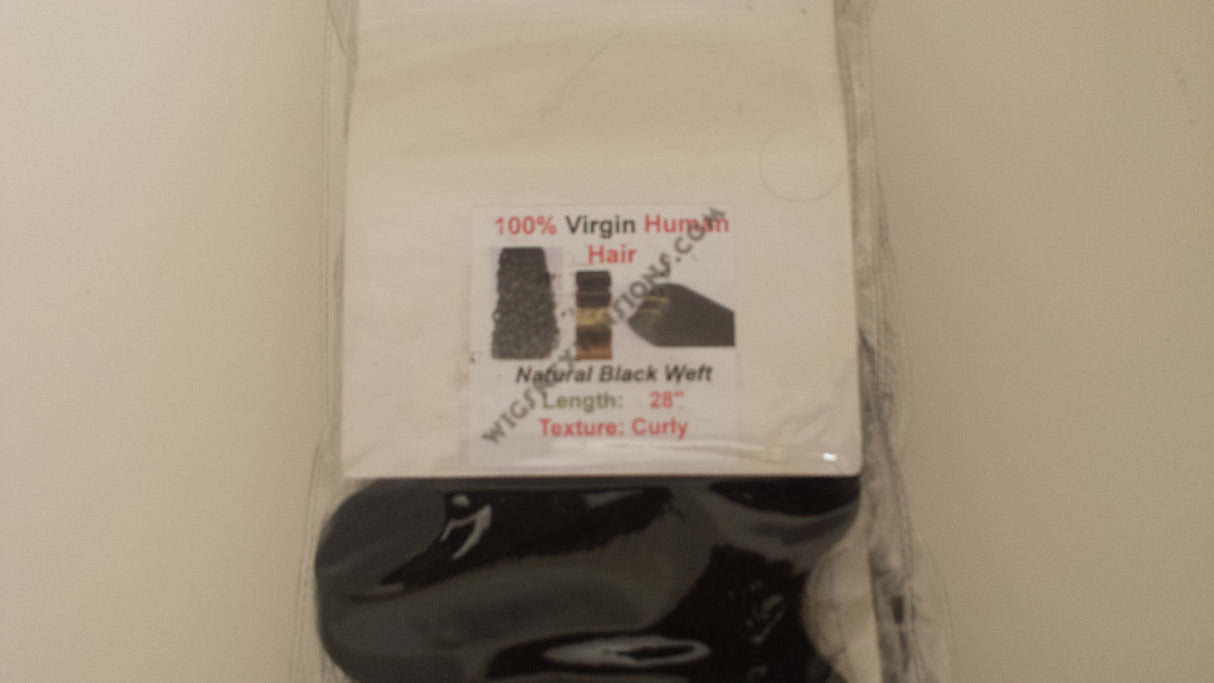 100% Virgin Human
Hair
Natural Black Weft
Length: 28"
Texture: Curly